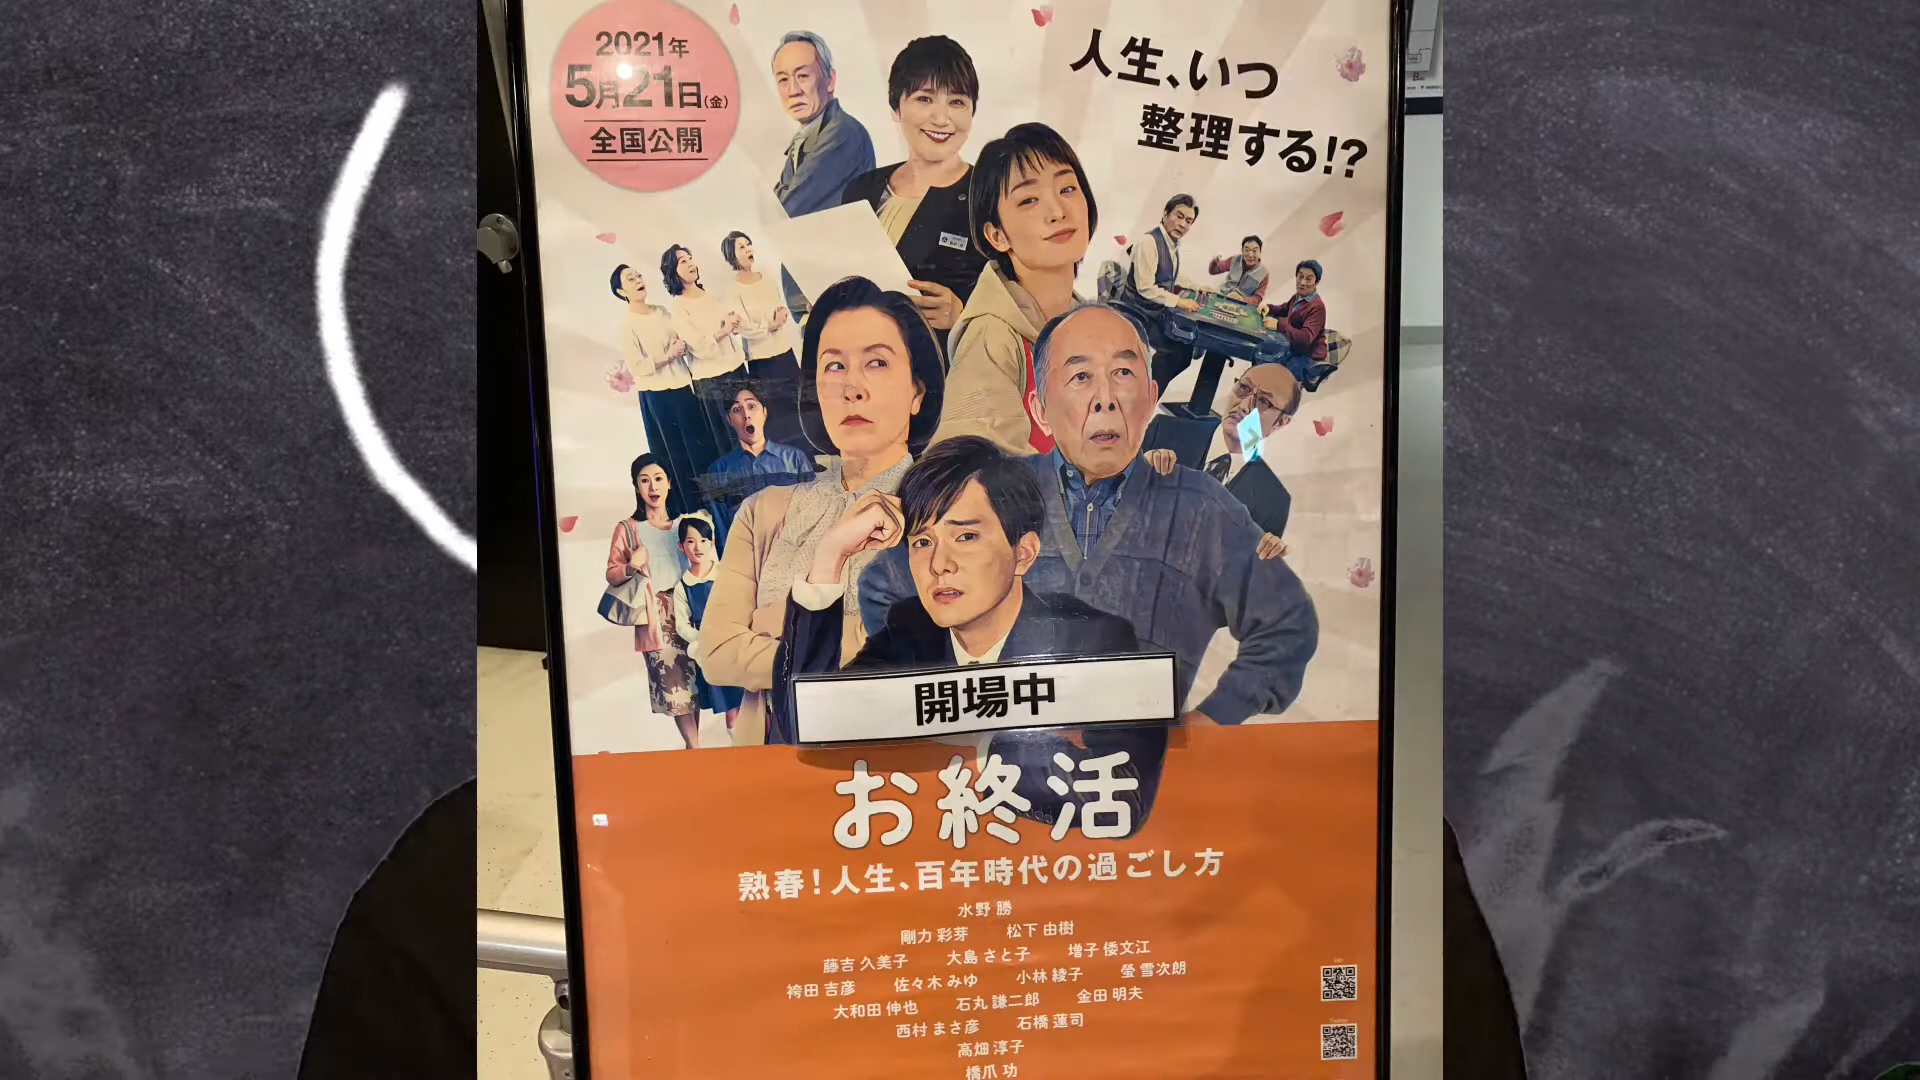 2021年
5月21日(金)
全国公開
人生、いつ
整理する!?
開場中
お終活
熟春!人生、百年時代の過ごし方
水野 勝
剛力 彩芽 松下 由樹
藤吉 久美子 大島 さと子 増子 倭文江
袴田 吉彦 佐々木 みゆ 小林 綾子 螢 雪次朗
大和田 伸也 石丸 謙二郎 金田 明夫
西村 まさ彦 石橋 蓮司
高畑 淳子
橋爪 功